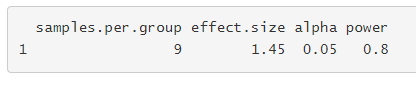 samples.per.group effect.size alpha power
1 9 1.45 0.05 0.8